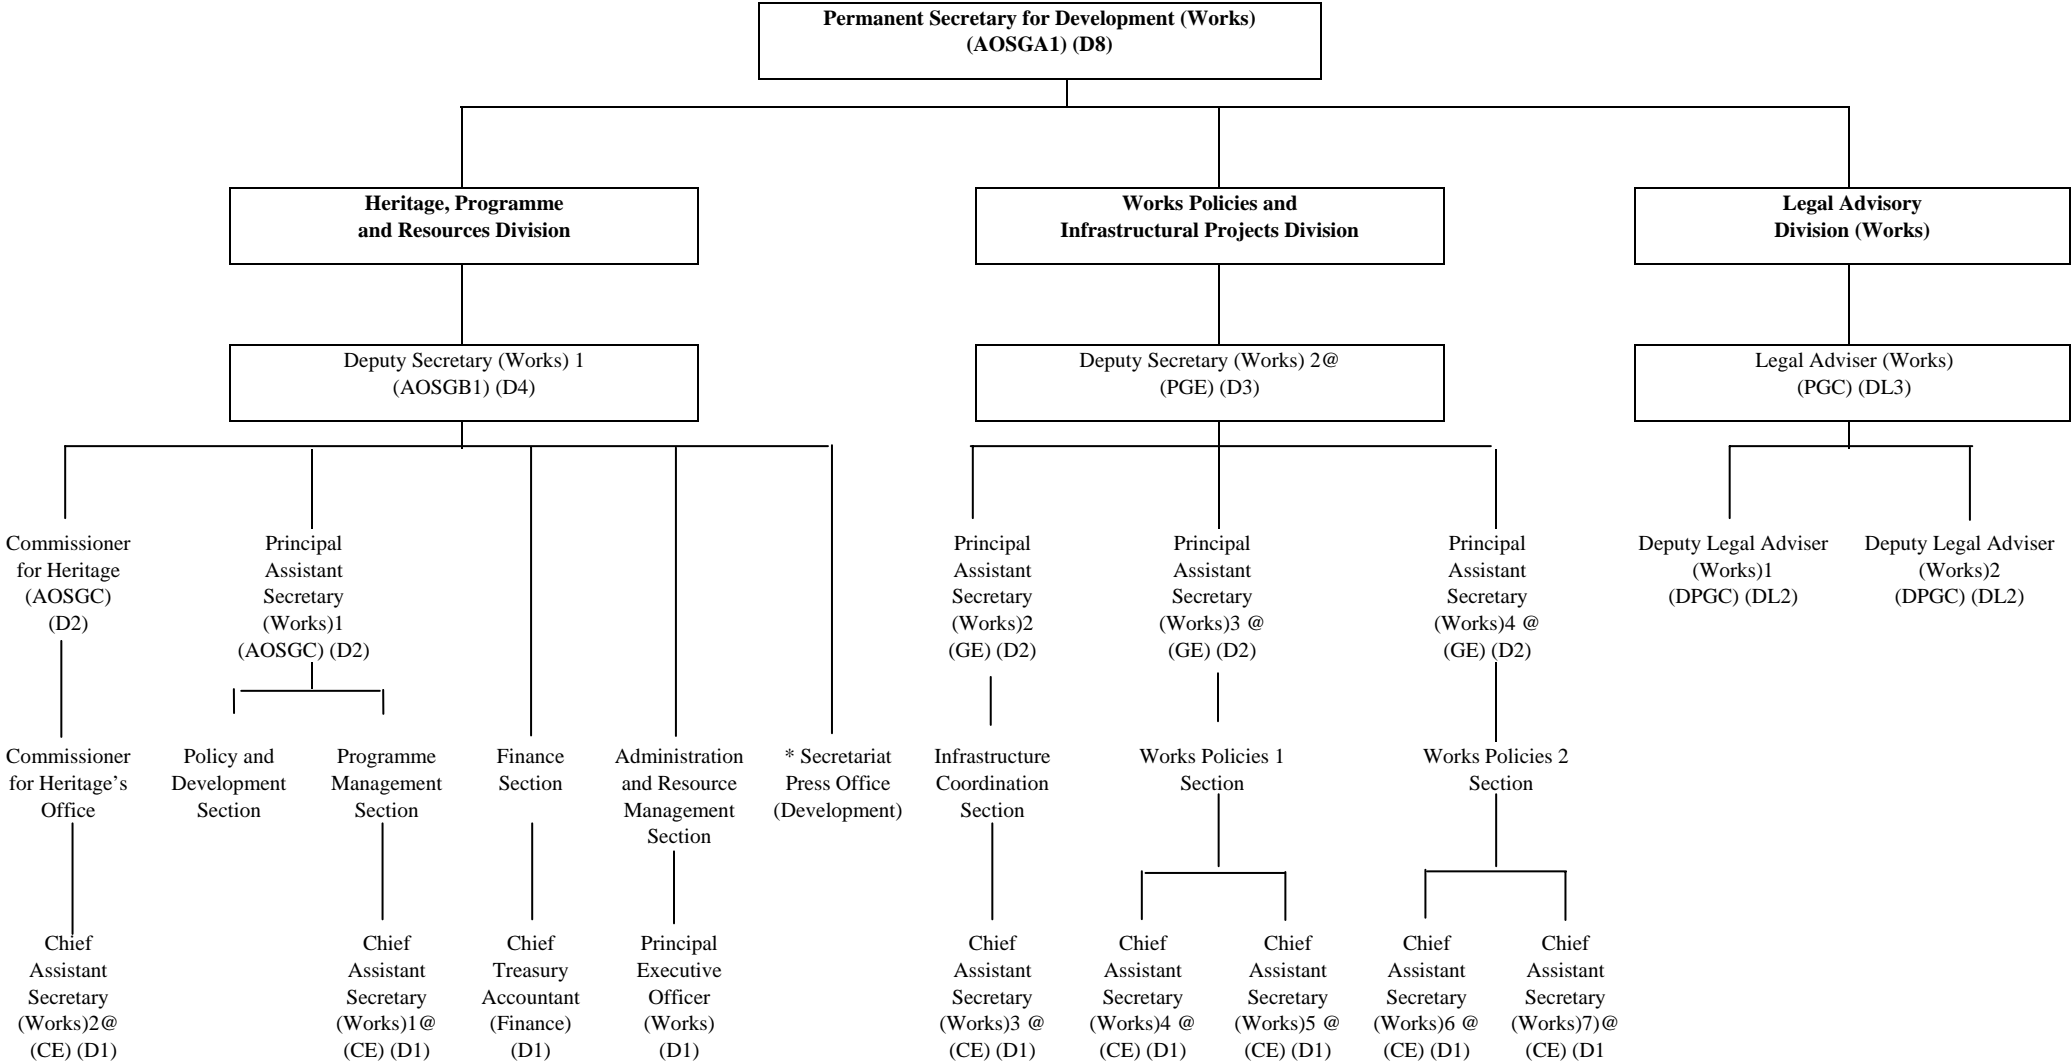 Permanent Secretary for Development (Works)
(AOSGA1) (D8)
Heritage, Programme
and Resources Division
Works Policies and
Infrastructural Projects Division
Legal Advisory
Division (Works)
Deputy Secretary (Works) 1
(AOSGB1) (D4)
Deputy Secretary (Works) 2@
(PGE) (D3)
Legal Adviser (Works)
(PGC) (DL3)
Commissioner
for Heritage
(AOSGC)
(D2)
Principal
Assistant
Secretary
(Works)1
(AOSGC) (D2)
Principal
Assistant
Secretary
(Works)2
(GE) (D2)
Principal
Assistant
Secretary
(Works)3 @
(GE) (D2)
Principal
Assistant
Secretary
(Works)4 @
(GE) (D2)
Deputy Legal Adviser
(Works)1
(DPGC) (DL2)
Deputy Legal Adviser
(Works)2
(DPGC) (DL2)
Commissioner
for Heritage's
Office
Policy and
Development
Section
Programme
Management
Section
Finance
Section
Administration
and Resource
Management
Section
* Secretariat
Press Office
(Development)
Infrastructure
Coordination
Section
Works Policies 1
Section
Works Policies 2
Section
Chief
Assistant
Secretary
(Works)2@
(CE) (D1)
Chief
Assistant
Secretary
(Works)1@
(CE) (D1)
Chief
Treasury
Accountant
(Finance)
(D1)
Principal
Executive
Officer
(Works)
(D1)
Chief
Assistant
Secretary
(Works)3 @
(CE) (D1)
Chief
Assistant
Secretary
(Works)4 @
(CE) (D1)
Chief
Assistant
Secretary
(Works)5 @
(CE) (D1)
Chief
Assistant
Secretary
(Works)6 @
(CE) (D1)
Chief
Assistant
Secretary
(Works)7)@
(CE) (D1